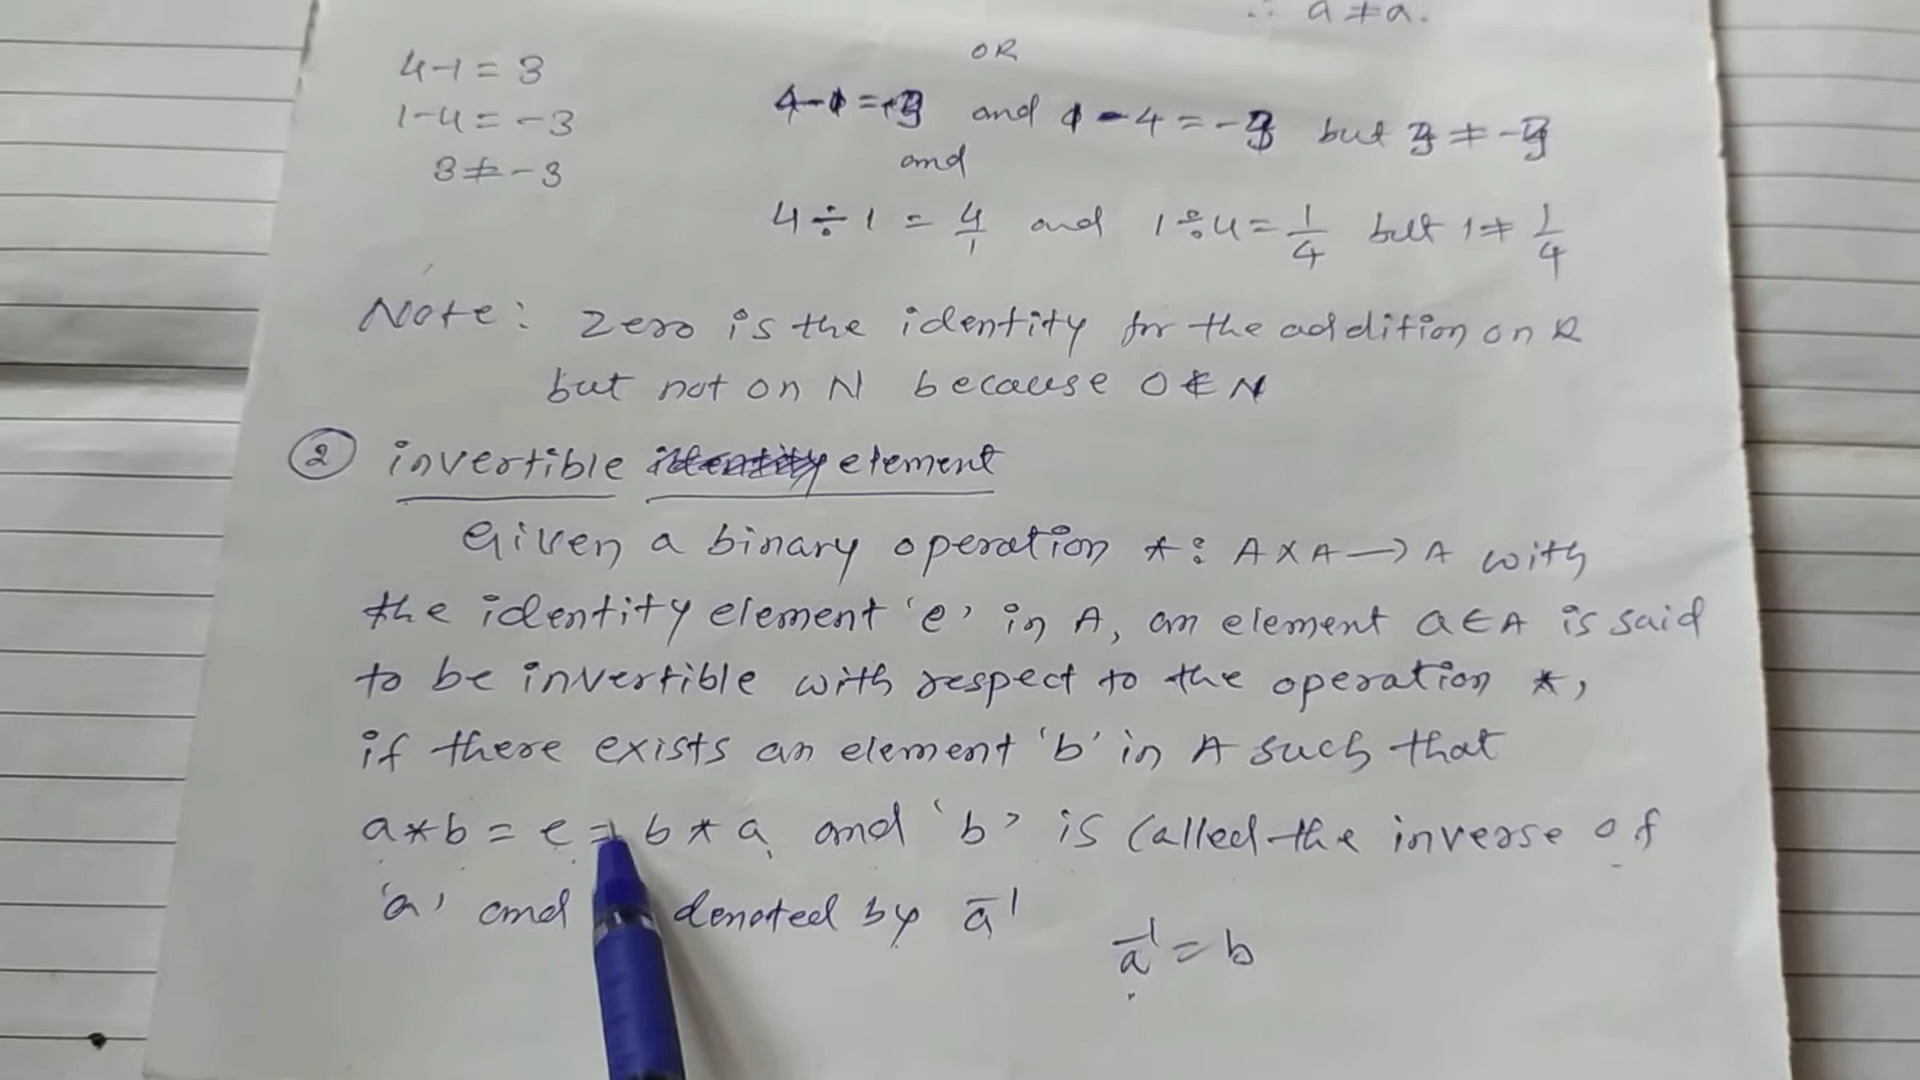 ∴ a ≠ a.
OR
4-1 = 3
1-4 = -3
3 ≠ -3
4-1 = +3 and 1-4 = -3 but 3 ≠ -3
and
4 ÷ 1 = 4/1 and 1 ÷ 4 = 1/4 but 1 ≠ 1/4
Note: Zero is the identity for the addition on R
but not on N because 0 ∉ N
② invertible element
Given a binary operation *: A×A→A with
the identity element 'e' in A, an element a∈A is said
to be invertible with respect to the operation *,
if there exists an element 'b' in A such that
a*b = e = b*a and 'b' is called the inverse of
'a' and denoted by a⁻¹
a⁻¹ = b